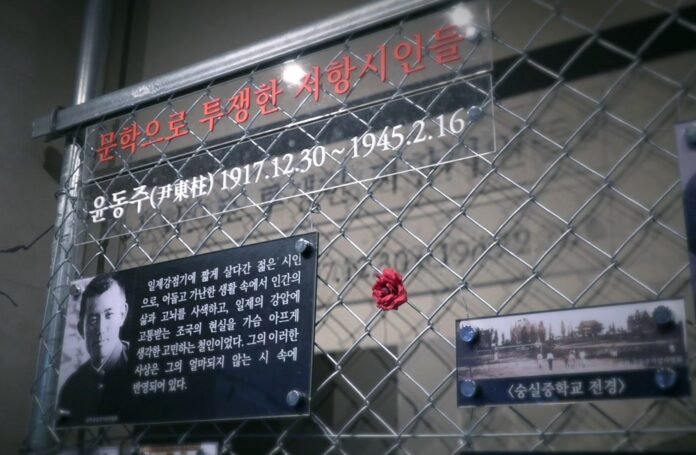 문학으로 투쟁한 저항시인들
윤동주(尹東柱) 1917.12.30~1945.2.16
일제강점기에 짧게 살다간 젊은 시인
으로, 어둡고 가난한 생활 속에서 인간의
삶과 고뇌를 사색하고, 일제의 강압에
고통받는 조국의 현실을 가슴 아프게
생각한 고민하는 철인이었다. 그의 이러한
사상은 그의 얼마되지 않는 시 속에
반영되어 있다.
<숭실중학교 전경>